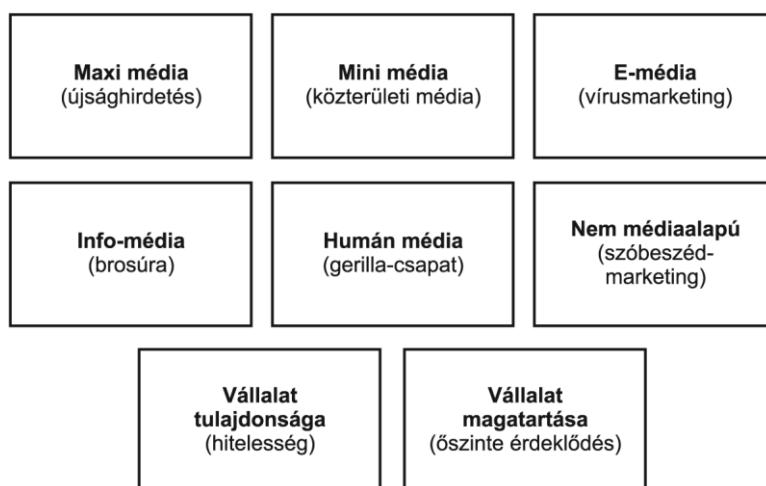 Maxi média
(újsághirdetés)
Mini média
(közterületi média)
E-média
(vírusmarketing)
Info-média
(brosúra)
Humán média
(gerilla-csapat)
Nem médiaalapú
(szóbeszéd-
marketing)
Vállalat
tulajdonsága
(hitelesség)
Vállalat
magatartása
(őszinte érdeklődés)